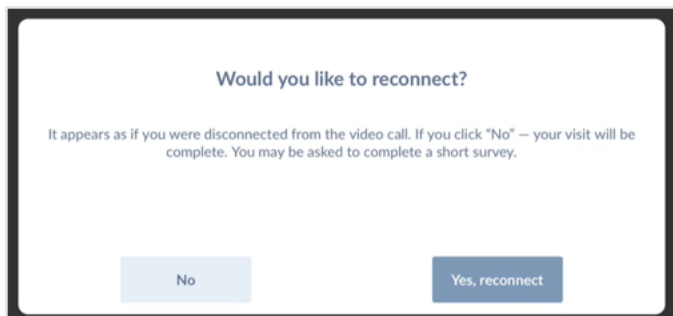 Would you like to reconnect?
It appears as if you were disconnected from the video call. If you click “No” — your visit will be
complete. You may be asked to complete a short survey.
No
Yes, reconnect